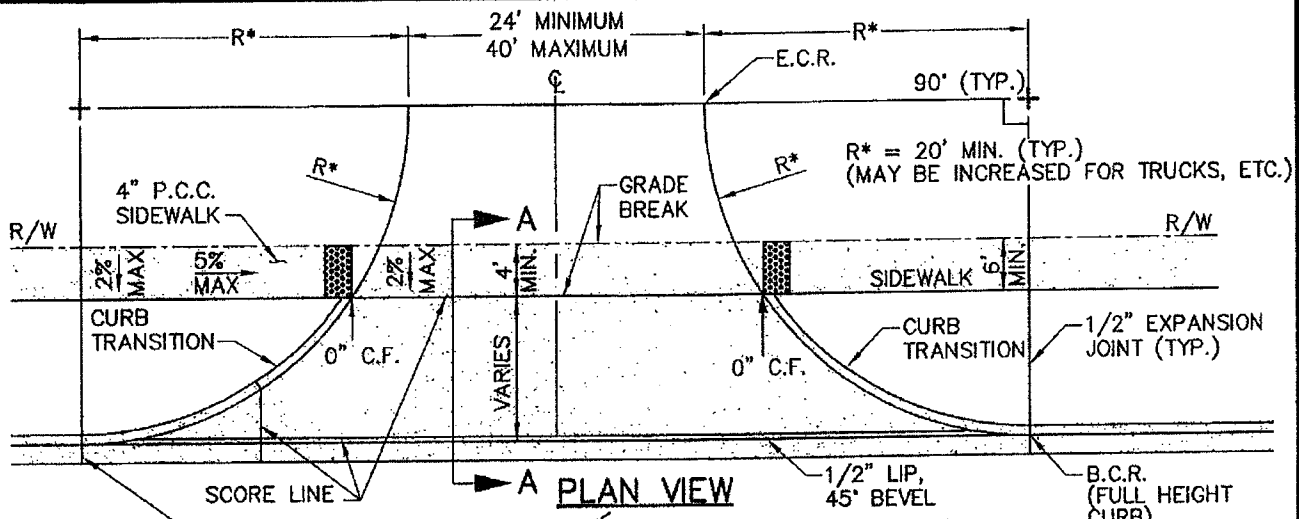 R*
24' MINIMUM
40' MAXIMUM
R*
℄
E.C.R.
90° (TYP.)
R*
R*
R* = 20' MIN. (TYP.)
(MAY BE INCREASED FOR TRUCKS, ETC.)
4" P.C.C.
SIDEWALK
GRADE
BREAK
A
R/W
R/W
2%
MAX
5%
MAX
2%
MAX
4'
MIN.
SIDEWALK
6'
MIN.
CURB
TRANSITION
0" C.F.
VARIES
0" C.F.
CURB
TRANSITION
1/2" EXPANSION
JOINT (TYP.)
SCORE LINE
A
PLAN VIEW
1/2" LIP,
45° BEVEL
B.C.R.
(FULL HEIGHT
CURB)